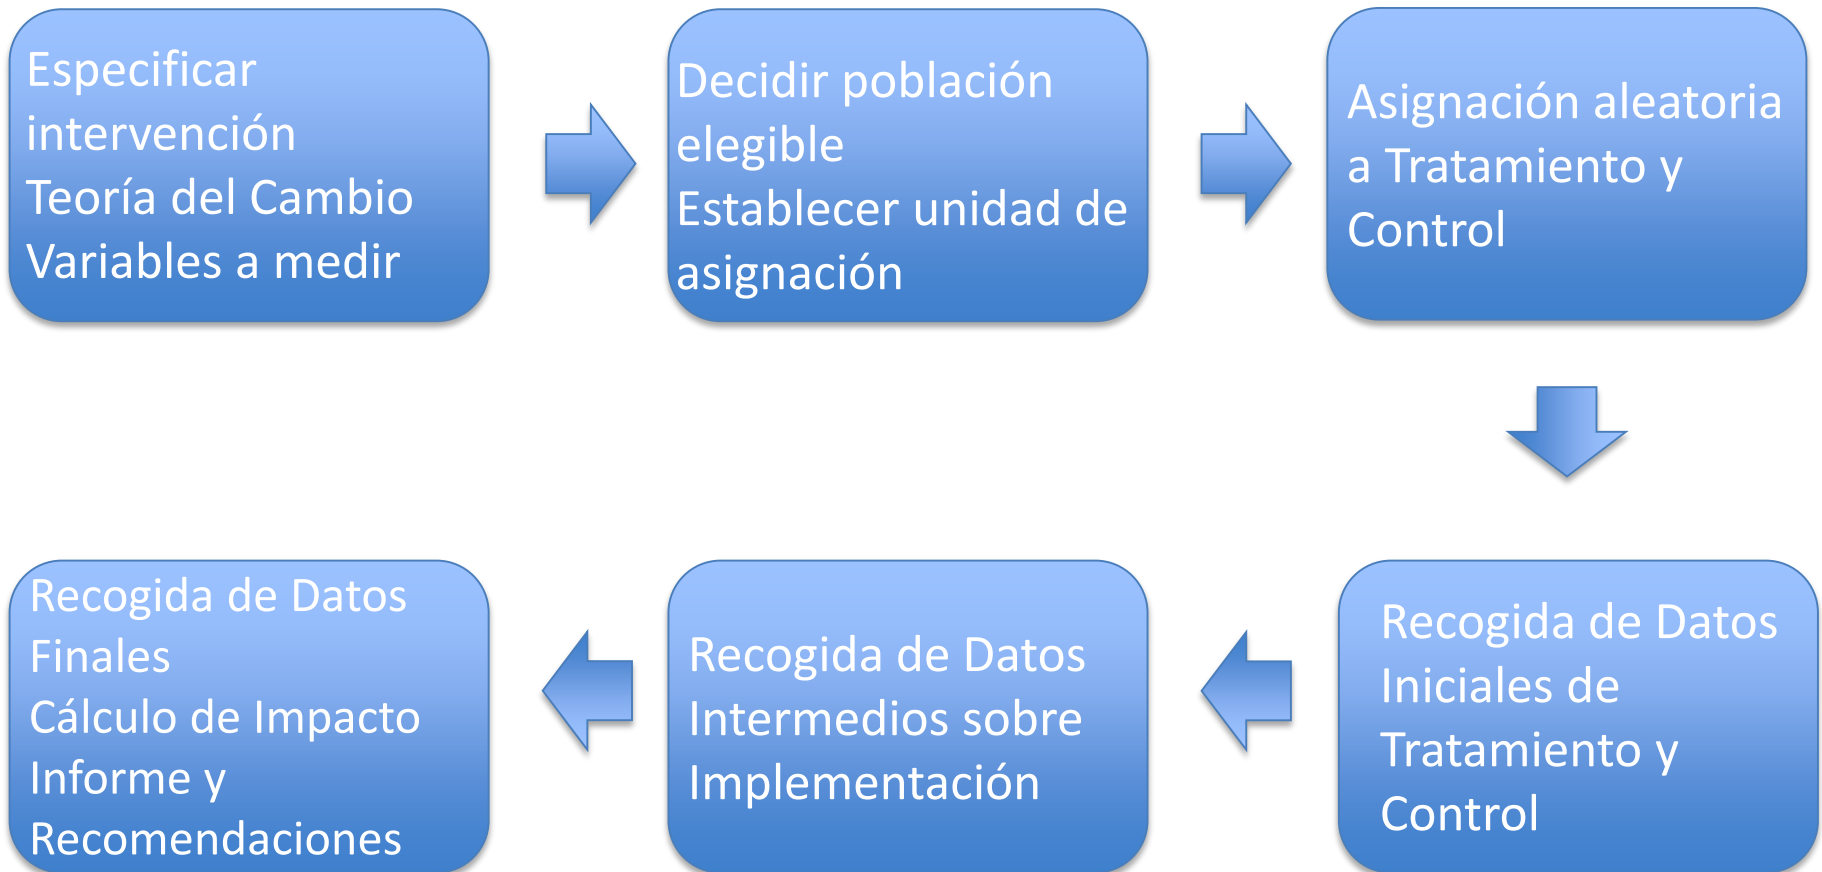 Especificar
intervención
Teoría del Cambio
Variables a medir
Decidir población
elegible
Establecer unidad de
asignación
Asignación aleatoria
a Tratamiento y
Control
Recogida de Datos
Iniciales de
Tratamiento y
Control
Recogida de Datos
Intermedios sobre
Implementación
Recogida de Datos
Finales
Cálculo de Impacto
Informe y
Recomendaciones